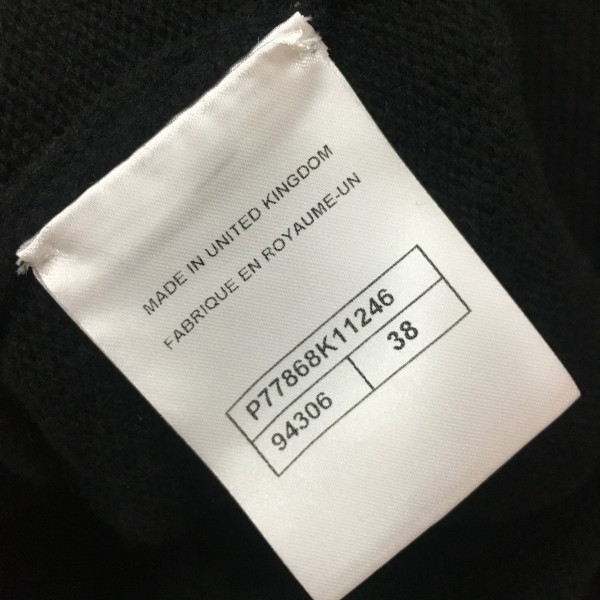 MADE IN UNITED KINGDOM
FABRIQUE EN ROYAUME-UN
P77868K11246
94306 38